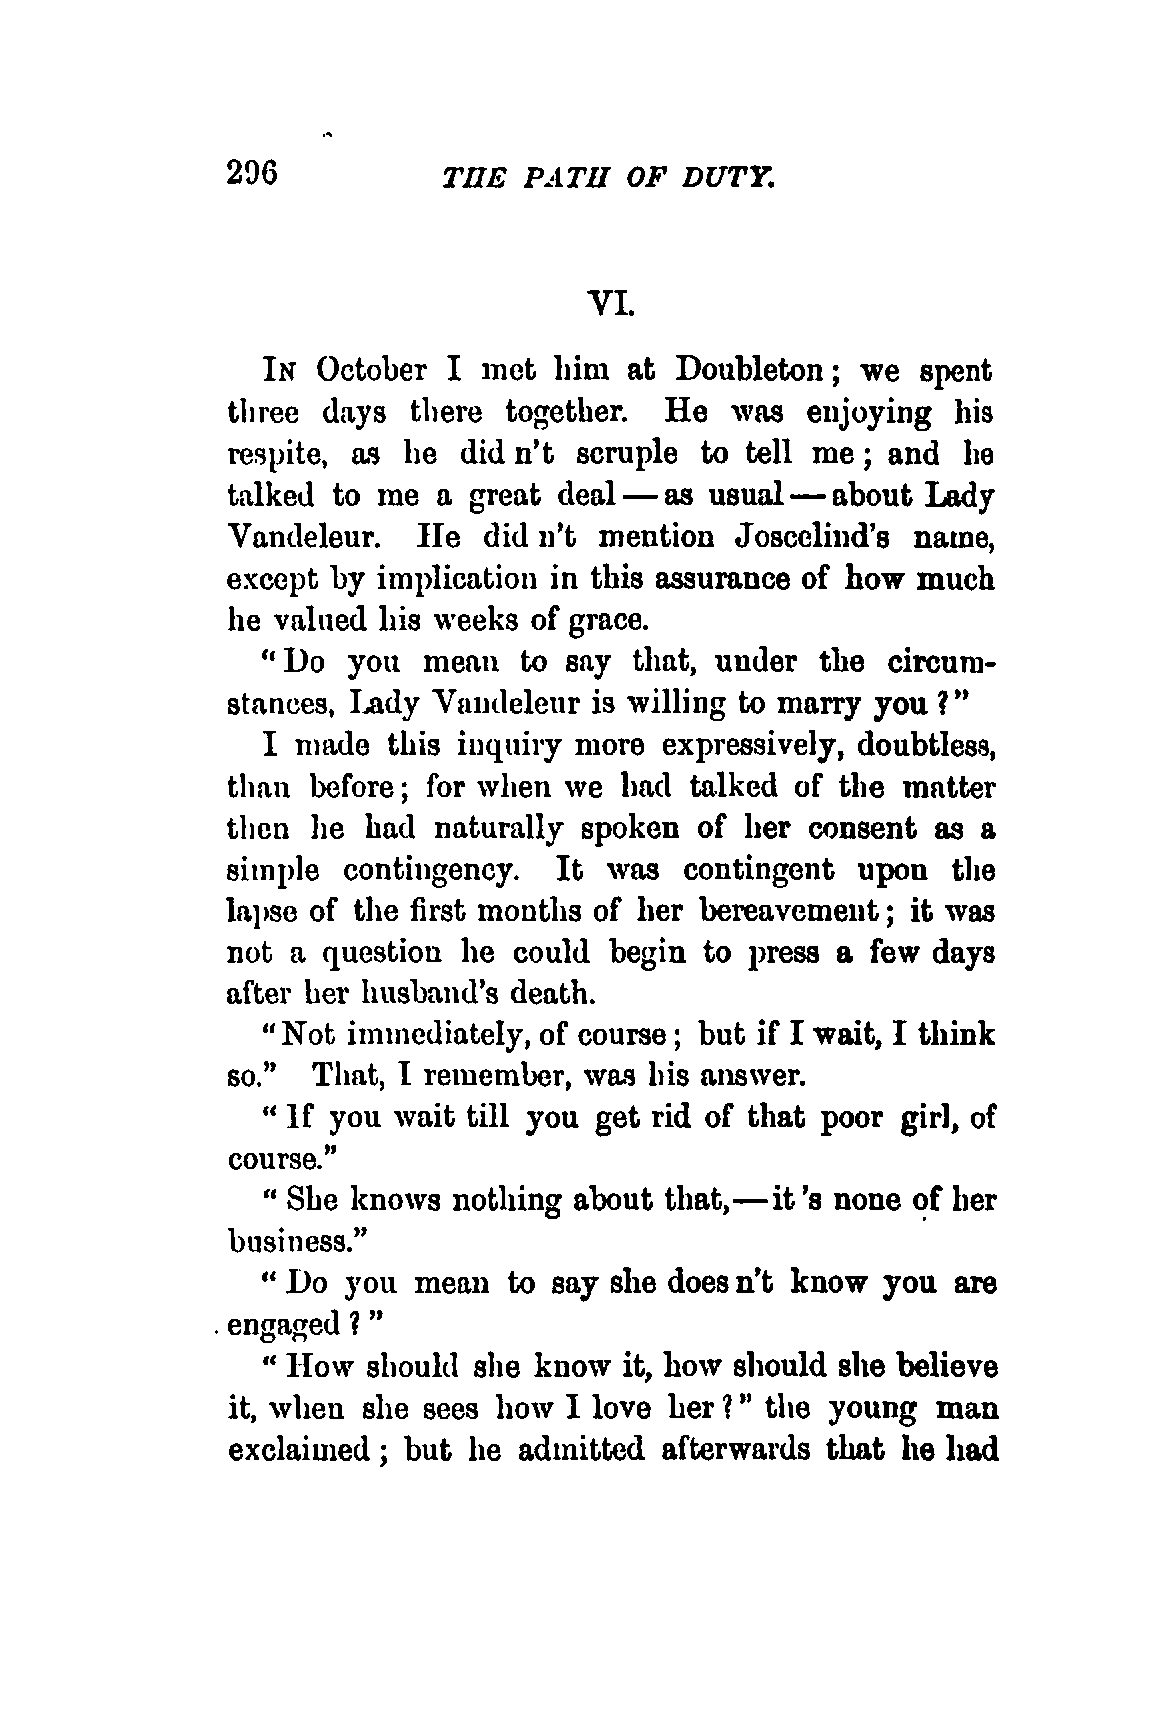 296 THE PATH OF DUTY.
VI.
In October I met him at Doubleton; we spent
three days there together. He was enjoying his
respite, as he did n't scruple to tell me; and he
talked to me a great deal — as usual — about Lady
Vandeleur. He did n't mention Joscelind's name,
except by implication in this assurance of how much
he valued his weeks of grace.
"Do you mean to say that, under the circum-
stances, Lady Vandeleur is willing to marry you?"
I made this inquiry more expressively, doubtless,
than before; for when we had talked of the matter
then he had naturally spoken of her consent as a
simple contingency. It was contingent upon the
lapse of the first months of her bereavement; it was
not a question he could begin to press a few days
after her husband's death.
"Not immediately, of course; but if I wait, I think
so." That, I remember, was his answer.
"If you wait till you get rid of that poor girl, of
course."
"She knows nothing about that,—it 's none of her
business."
"Do you mean to say she does n't know you are
engaged?"
"How should she know it, how should she believe
it, when she sees how I love her?" the young man
exclaimed; but he admitted afterwards that he had